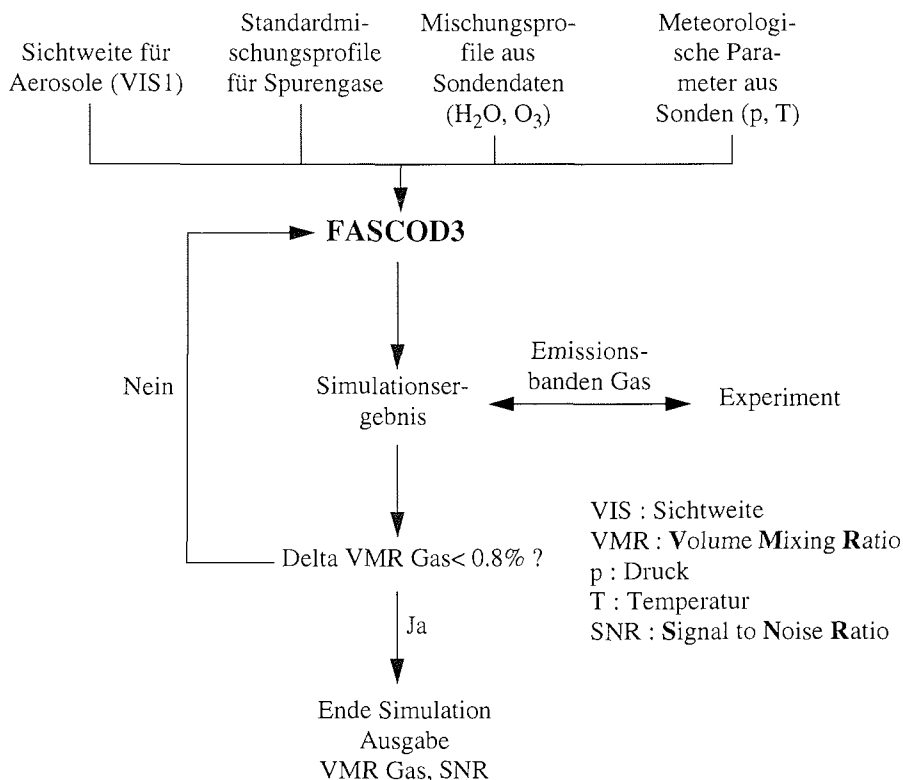 Sichtweite für
Aerosole (VIS1)
Standardmi-
schungsprofile
für Spurengase
Mischungspro-
file aus
Sondendaten
(H₂O, O₃)
Meteorologi-
sche Para-
meter aus
Sonden (p, T)
FASCOD3
Nein
Simulationser-
gebnis
Emissions-
banden Gas
Experiment
Delta VMR Gas< 0.8% ?
VIS : Sichtweite
VMR : Volume Mixing Ratio
p : Druck
T : Temperatur
SNR : Signal to Noise Ratio
Ja
Ende Simulation
Ausgabe
VMR Gas, SNR